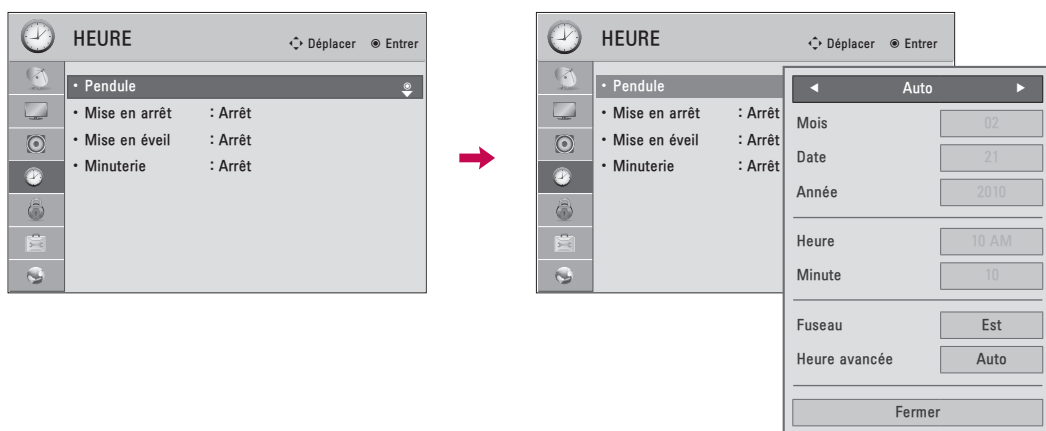 HEURE Déplacer Entrer
• Pendule
• Mise en arrêt : Arrêt
• Mise en éveil : Arrêt
• Minuterie : Arrêt
HEURE Déplacer Entrer
• Pendule
• Mise en arrêt : Arrêt
• Mise en éveil : Arrêt
• Minuterie : Arrêt
◄ Auto ►
Mois 02
Date 21
Année 2010
Heure 10 AM
Minute 10
Fuseau Est
Heure avancée Auto
Fermer